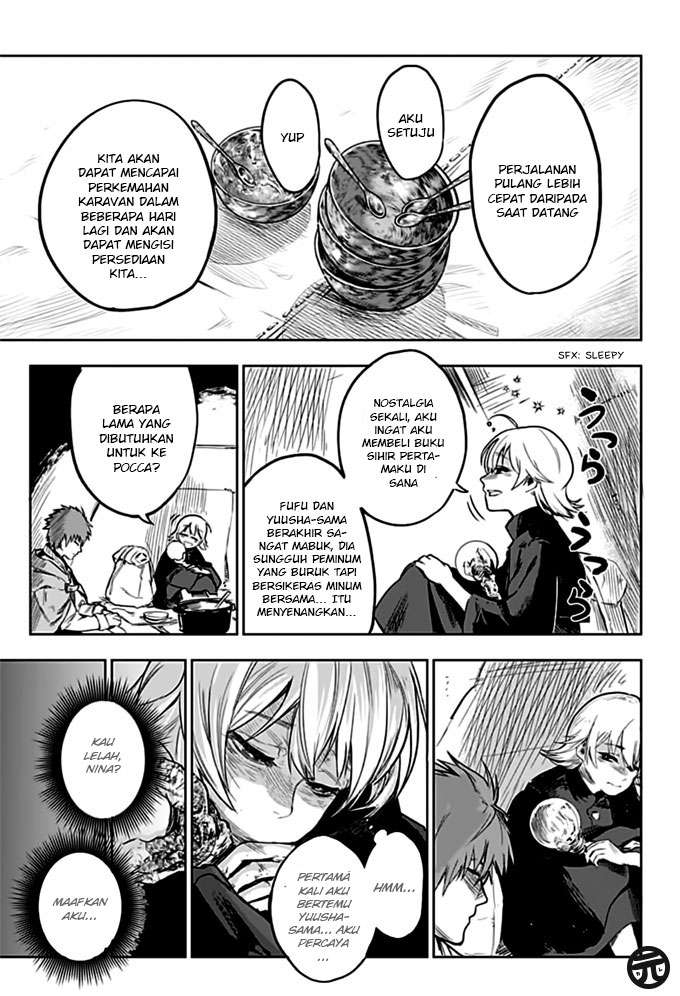 PERJALANAN
PULANG LEBIH
CEPAT DARIPADA
SAAT DATANG
AKU
SETUJU
YUP
KITA AKAN
DAPAT MENCAPAI
PERKEMAHAN
KARAVAN DALAM
BEBERAPA HARI
LAGI DAN AKAN
DAPAT MENGISI
PERSEDIAAN
KITA...
SFX: SLEEPY
うつらうつら
NOSTALGIA
SEKALI, AKU
INGAT AKU
MEMBELI BUKU
SIHIR PERTA-
MAKU DI
SANA
FUFU DAN
YUUSHA-SAMA
BERAKHIR SA-
NGAT MABUK, DIA
SUNGGUH PEMINUM
YANG BURUK TAPI
BERSIKERAS MINUM
BERSAMA... ITU
MENYENANGKAN...
BERAPA
LAMA YANG
DIBUTUHKAN
UNTUK KE
POCCA?
HMM...
PERTAMA
KALI AKU
BERTEMU
YUUSHA-
SAMA... AKU
PERCAYA
...
KAU
LELAH,
NINA?
MAAFKAN
AKU...
元